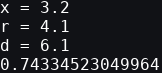 x = 3.2
r = 4.1
d = 6.1
0.74334523049964